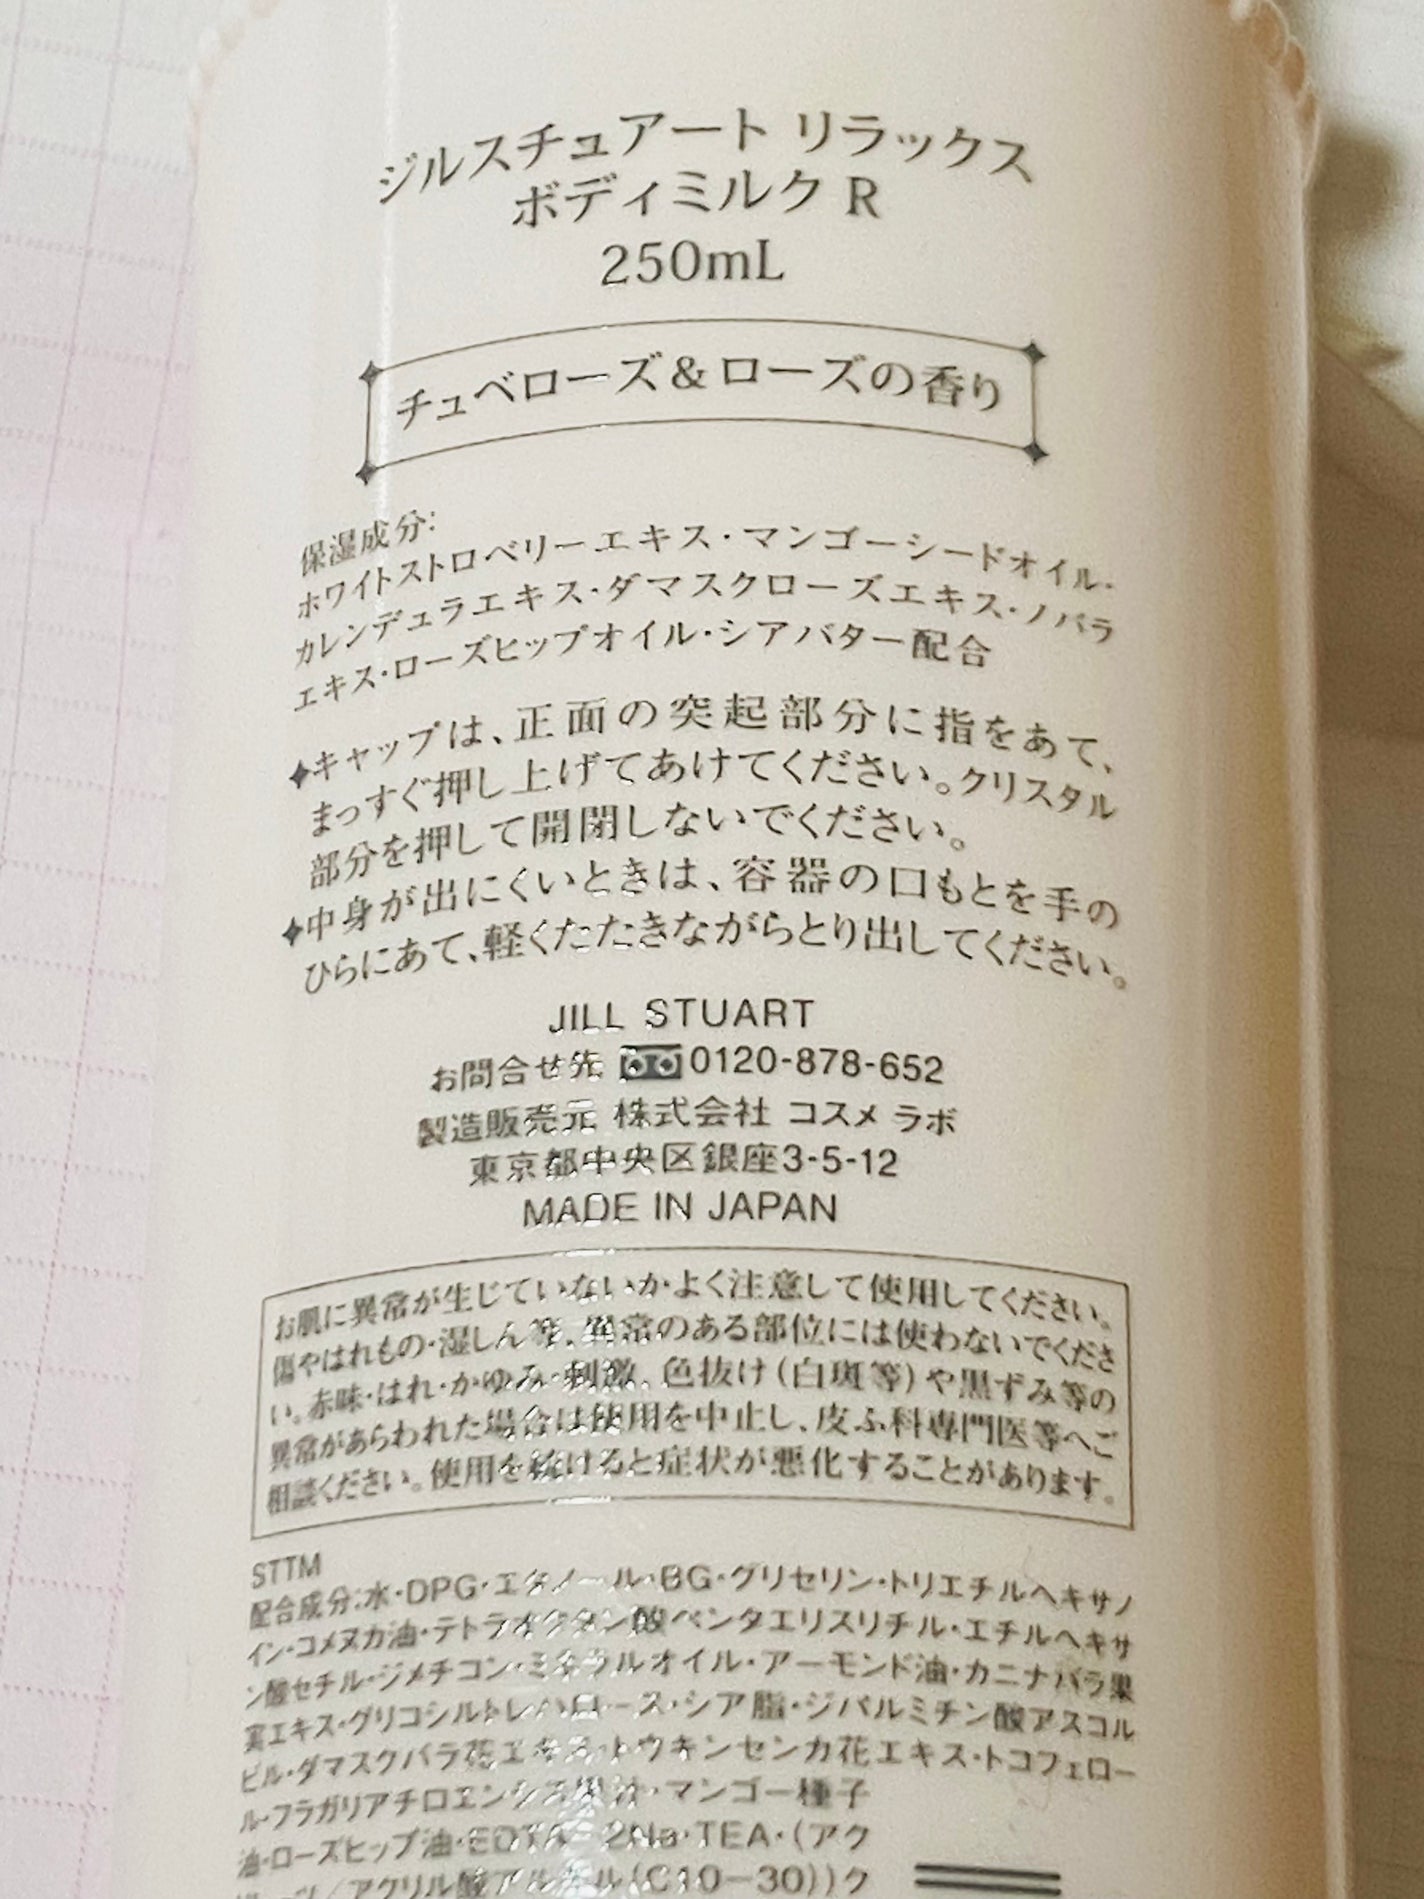 ジルスチュアート リラックス
ボディミルク R
250mL
チュベローズ&ローズの香り
保湿成分:
ホワイトストロベリーエキス・マンゴーシードオイル・
カレンデュラエキス・ダマスクローズエキス・ノバラ
エキス・ローズヒップオイル・シアバター配合
✦キャップは、正面の突起部分に指をあて、
まっすぐ押し上げてあけてください。クリスタル
部分を押して開閉しないでください。
✦中身が出にくいときは、容器の口もとを手の
ひらにあて、軽くたたきながらとり出してください。
JILL STUART
お問合せ先 0120-878-652
製造販売元 株式会社 コスメ ラボ
東京都中央区銀座3-5-12
MADE IN JAPAN
お肌に異常が生じていないかよく注意して使用してください。
傷やはれもの・湿しん等、異常のある部位には使わないでくださ
い。赤味・はれ・かゆみ・刺激、色抜け(白斑等)や黒ずみ等の
異常があらわれた場合は使用を中止し、皮ふ科専門医等へご
相談ください。使用を続けると症状が悪化することがあります。
STTM
配合成分:水・DPG・エタノール・BG・グリセリン・トリエチルヘキサノ
イン・コメヌカ油・テトラオクタン酸ペンタエリスリチル・エチルヘキサ
ン酸セチル・ジメチコン・ミネラルオイル・アーモンド油・カニナバラ果
実エキス・グリコシルトレハロース・シア脂・ジパルミチン酸アスコル
ビル・ダマスクバラ花エキス・トウキンセンカ花エキス・トコフェロー
ル・フラガリアチロエンシス果汁・マンゴー種子
油・ローズヒップ油・EDTA-2Na・TEA・(アク
/アクリル酸アルキル(C10-30))ク